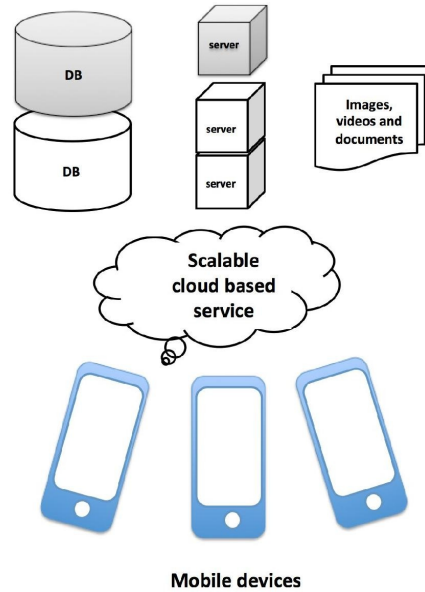 DB
DB
server
server
server
Images,
videos and
documents
Scalable
cloud based
service
Mobile devices